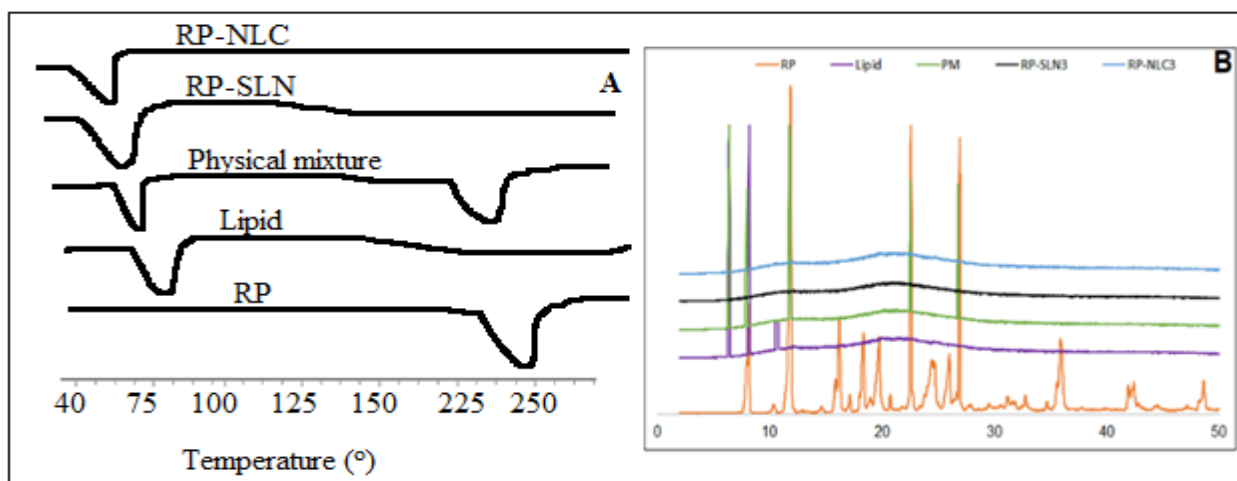 RP-NLC
A
RP-SLN
Physical mixture
Lipid
RP
40 75 100 125 150 225 250
Temperature (°)
B
RP Lipid PM RP-SLN3 RP-NLC3
0 10 20 30 40 50